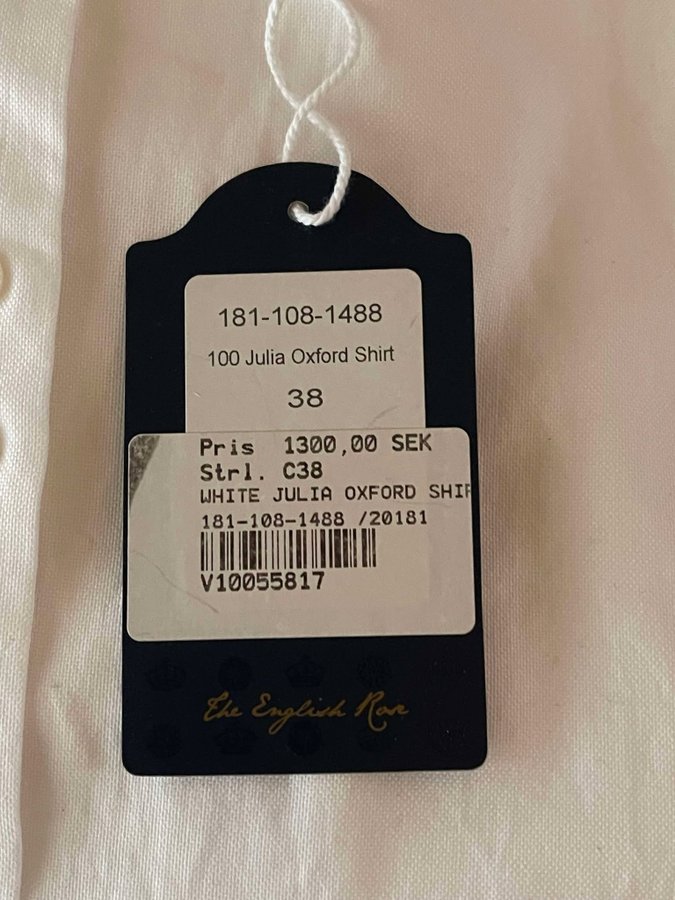 181-108-1488
100 Julia Oxford Shirt
38
Pris 1300,00 SEK
Strl. C38
WHITE JULIA OXFORD SHIR
181-108-1488 /20181
V10055817
The English Rose